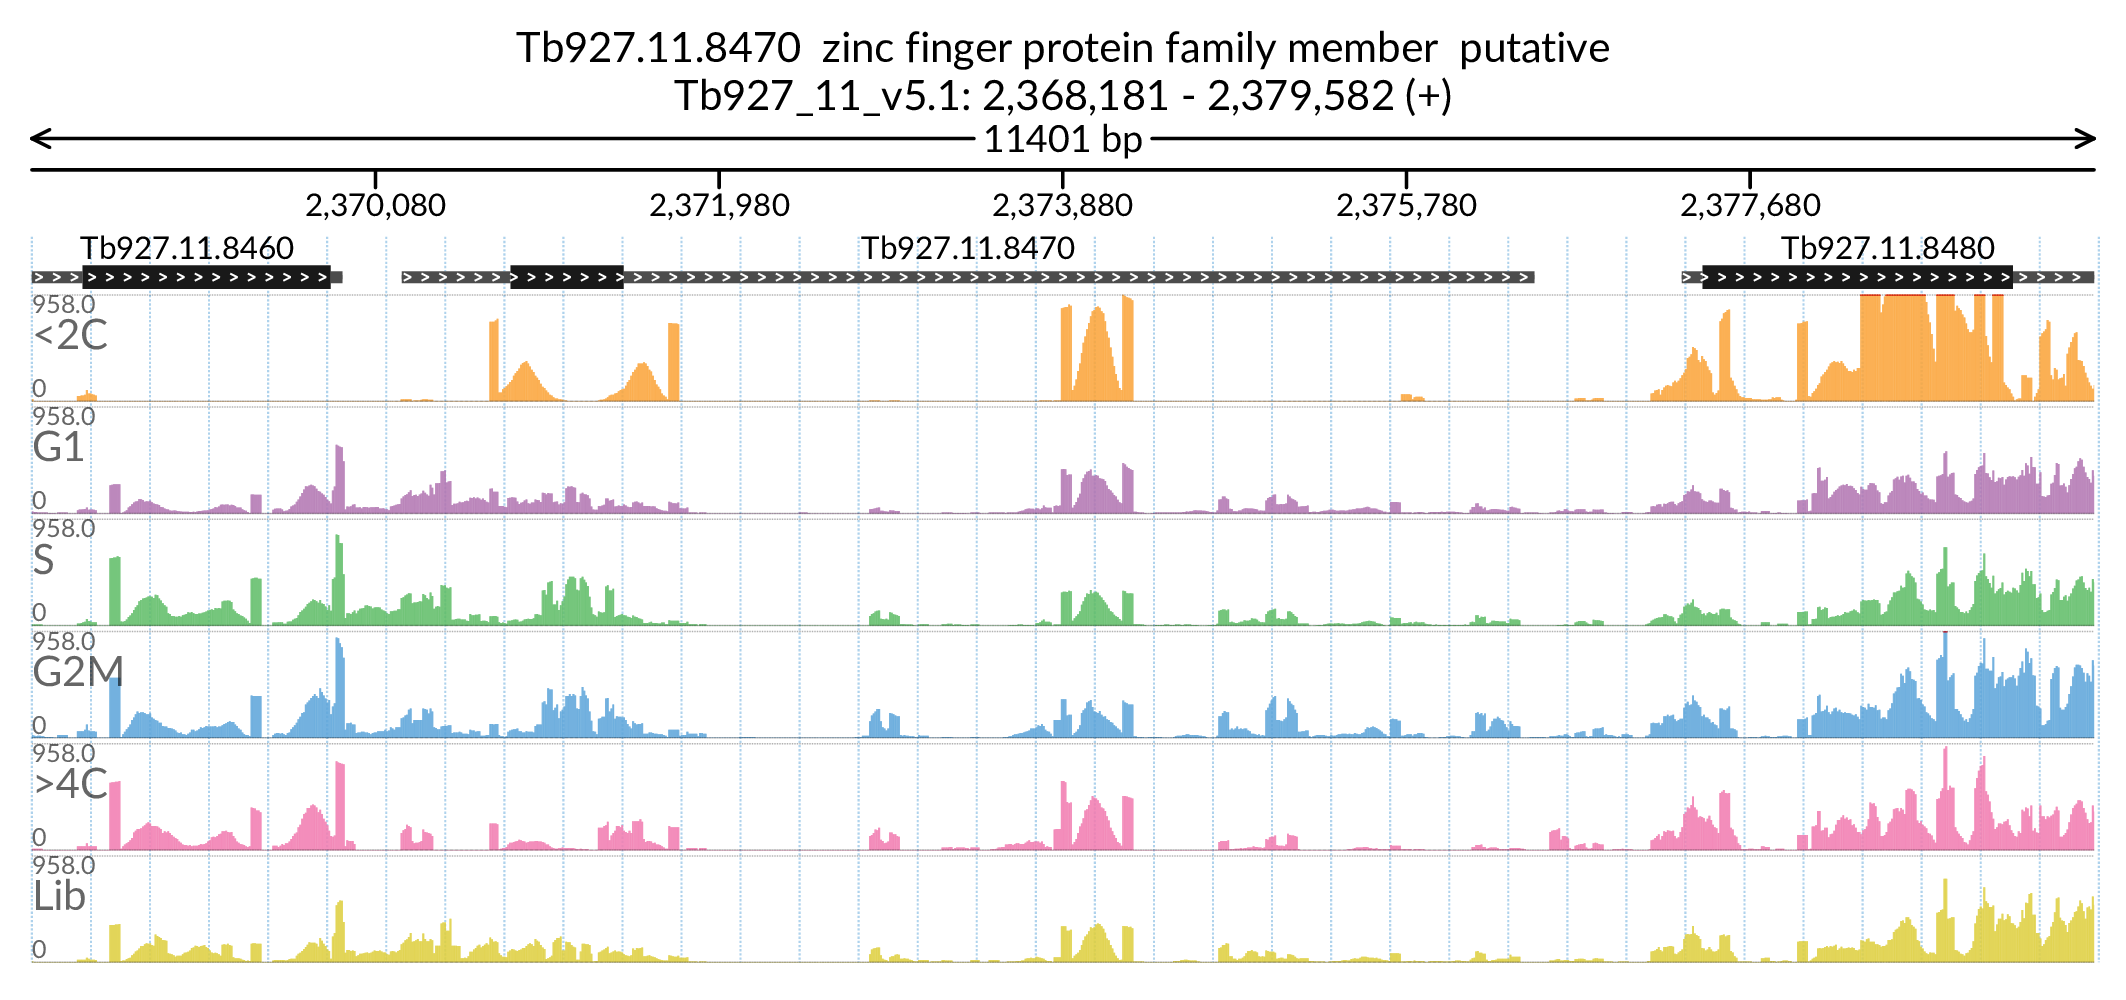 Tb927.11.8470 zinc finger protein family member putative
Tb927_11_v5.1: 2,368,181 - 2,379,582 (+)
11401 bp
2,370,080 2,371,980 2,373,880 2,375,780 2,377,680
Tb927.11.8460 Tb927.11.8470 Tb927.11.8480
958.0
<2C
0
958.0
G1
0
958.0
S
0
958.0
G2M
0
958.0
>4C
0
958.0
Lib
0